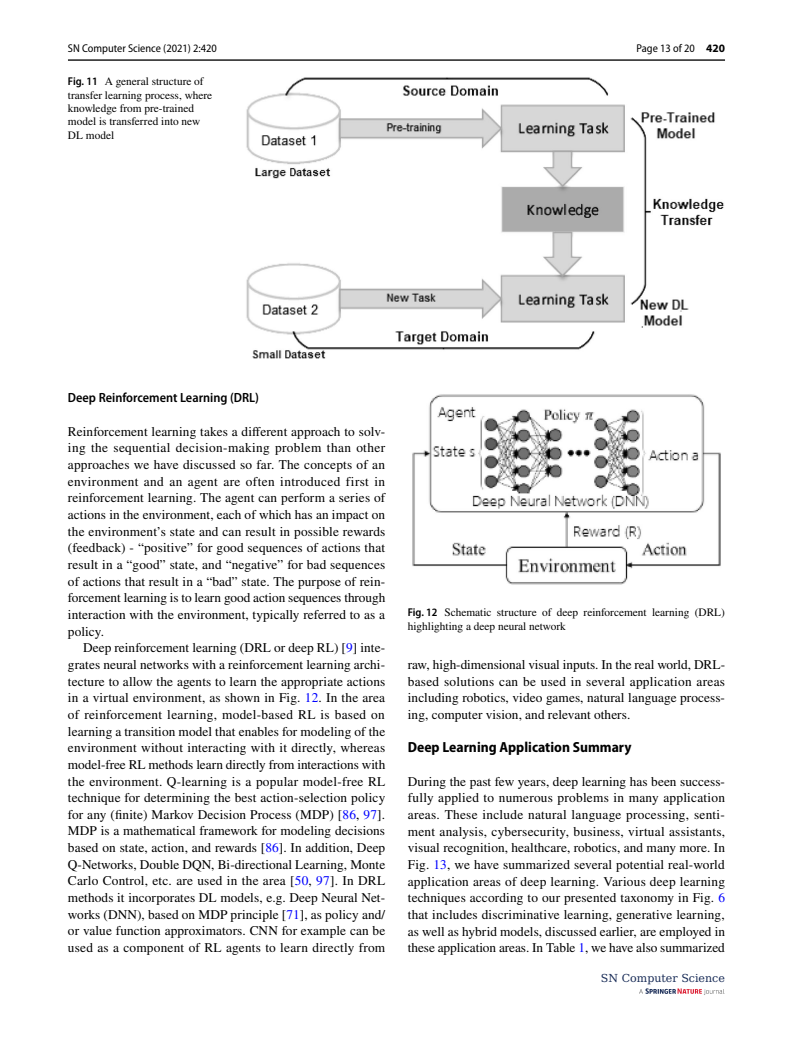 SN Computer Science (2021) 2:420
Page 13 of 20 420
Fig. 11 A general structure of
transfer learning process, where
knowledge from pre-trained
model is transferred into new
DL model
Source Domain
Dataset 1
Pre-training
Learning Task
Pre-Trained
Model
Large Dataset
Knowledge
Knowledge
Transfer
Dataset 2
New Task
Learning Task
New DL
Model
Target Domain
Small Dataset
Deep Reinforcement Learning (DRL)
Reinforcement learning takes a different approach to solv-
ing the sequential decision-making problem than other
approaches we have discussed so far. The concepts of an
environment and an agent are often introduced first in
reinforcement learning. The agent can perform a series of
actions in the environment, each of which has an impact on
the environment's state and can result in possible rewards
(feedback) - “positive” for good sequences of actions that
result in a “good” state, and “negative” for bad sequences
of actions that result in a “bad” state. The purpose of rein-
forcement learning is to learn good action sequences through
interaction with the environment, typically referred to as a
policy.
Deep reinforcement learning (DRL or deep RL) [9] inte-
grates neural networks with a reinforcement learning archi-
tecture to allow the agents to learn the appropriate actions
in a virtual environment, as shown in Fig. 12. In the area
of reinforcement learning, model-based RL is based on
learning a transition model that enables for modeling of the
environment without interacting with it directly, whereas
model-free RL methods learn directly from interactions with
the environment. Q-learning is a popular model-free RL
technique for determining the best action-selection policy
for any (finite) Markov Decision Process (MDP) [86, 97].
MDP is a mathematical framework for modeling decisions
based on state, action, and rewards [86]. In addition, Deep
Q-Networks, Double DQN, Bi-directional Learning, Monte
Carlo Control, etc. are used in the area [50, 97]. In DRL
methods it incorporates DL models, e.g. Deep Neural Net-
works (DNN), based on MDP principle [71], as policy and/
or value function approximators. CNN for example can be
used as a component of RL agents to learn directly from
Agent
Policy π
State s
Action a
Deep Neural Network (DNN)
Reward (R)
State
Action
Environment
Fig. 12 Schematic structure of deep reinforcement learning (DRL)
highlighting a deep neural network
raw, high-dimensional visual inputs. In the real world, DRL-
based solutions can be used in several application areas
including robotics, video games, natural language process-
ing, computer vision, and relevant others.
Deep Learning Application Summary
During the past few years, deep learning has been success-
fully applied to numerous problems in many application
areas. These include natural language processing, senti-
ment analysis, cybersecurity, business, virtual assistants,
visual recognition, healthcare, robotics, and many more. In
Fig. 13, we have summarized several potential real-world
application areas of deep learning. Various deep learning
techniques according to our presented taxonomy in Fig. 6
that includes discriminative learning, generative learning,
as well as hybrid models, discussed earlier, are employed in
these application areas. In Table 1, we have also summarized
SN Computer Science
A SPRINGER NATURE journal